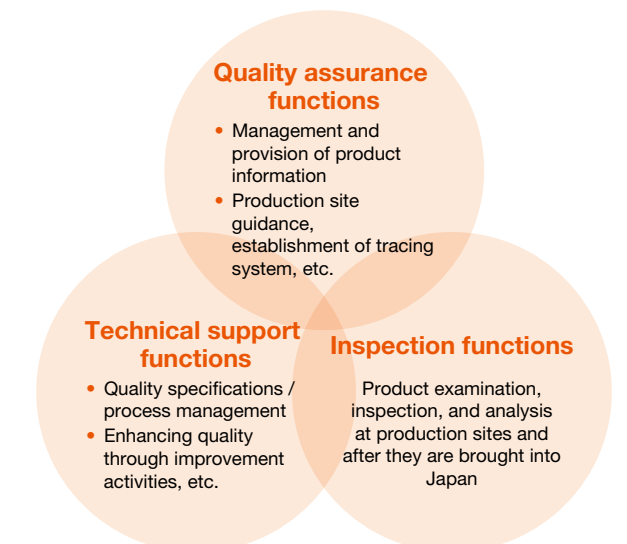 Quality assurance
functions
• Management and
provision of product
information
• Production site
guidance,
establishment of tracing
system, etc.
Technical support
functions
• Quality specifications /
process management
• Enhancing quality
through improvement
activities, etc.
Inspection functions
Product examination,
inspection, and analysis
at production sites and
after they are brought into
Japan